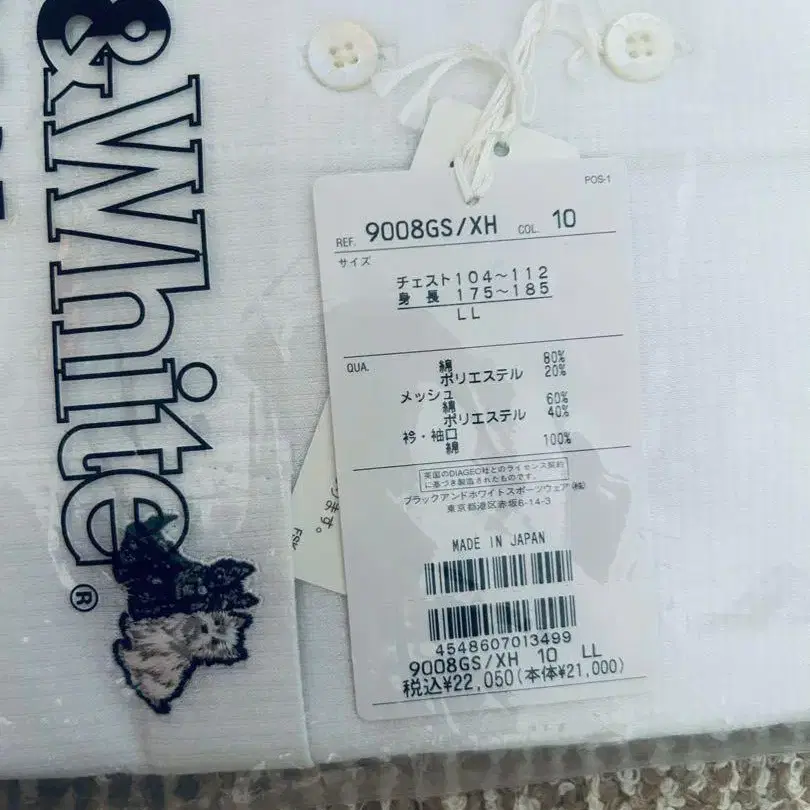 &White
®
POS-1
REF. 9008GS/XH COL. 10
サイズ
チェスト104～112
身 長 175～185
LL
QUA.
綿 80%
ポリエステル 20%
メッシュ
綿 60%
ポリエステル 40%
衿・袖口
綿 100%
英国のDIAGEO社とのライセンス契約
に基づき製造されたものです。
ブラックアンドホワイトスポーツウェア㈱
東京都港区赤坂8-14-3
MADE IN JAPAN
4548607013499
9008GS/XH 10 LL
税込¥22,050(本体¥21,000)
ります。